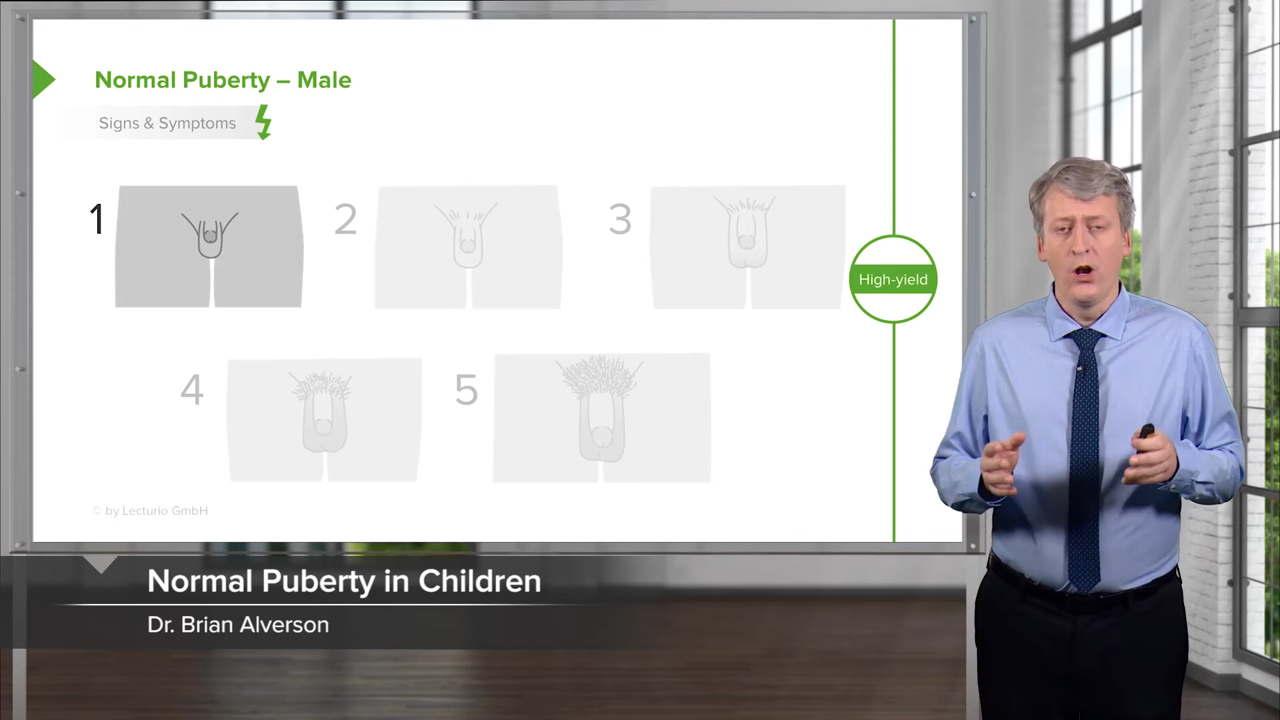 Normal Puberty – Male
Signs & Symptoms
1
2
3
High-yield
4
5
© by Lecturio GmbH
Normal Puberty in Children
Dr. Brian Alverson